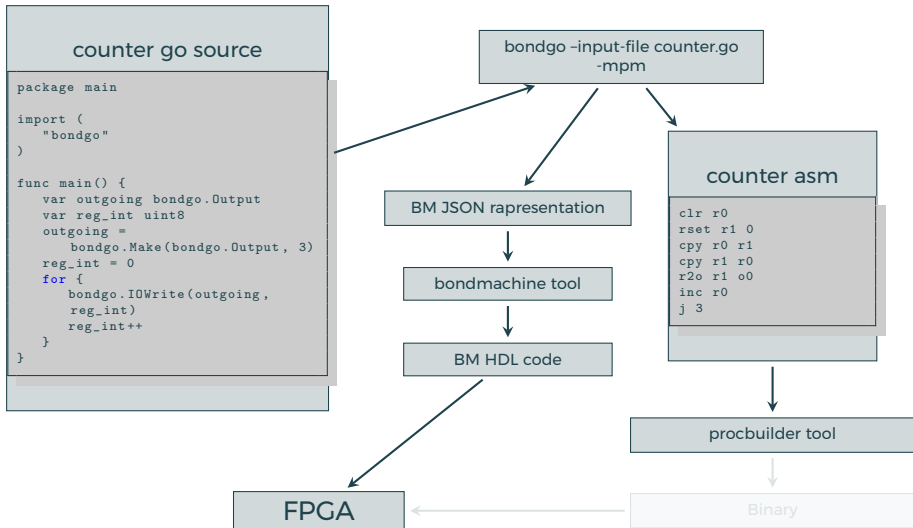 counter go source
package main
import (
"bondgo"
)
func main() {
var outgoing bondgo.Output
var reg_int uint8
outgoing =
bondgo.Make(bondgo.Output, 3)
reg_int = 0
for {
bondgo.IOWrite(outgoing,
reg_int)
reg_int++
}
}
bondgo –input-file counter.go
-mpm
BM JSON rapresentation
bondmachine tool
BM HDL code
FPGA
counter asm
clr r0
rset r1 0
cpy r0 r1
cpy r1 r0
r2o r1 o0
inc r0
j 3
procbuilder tool
Binary